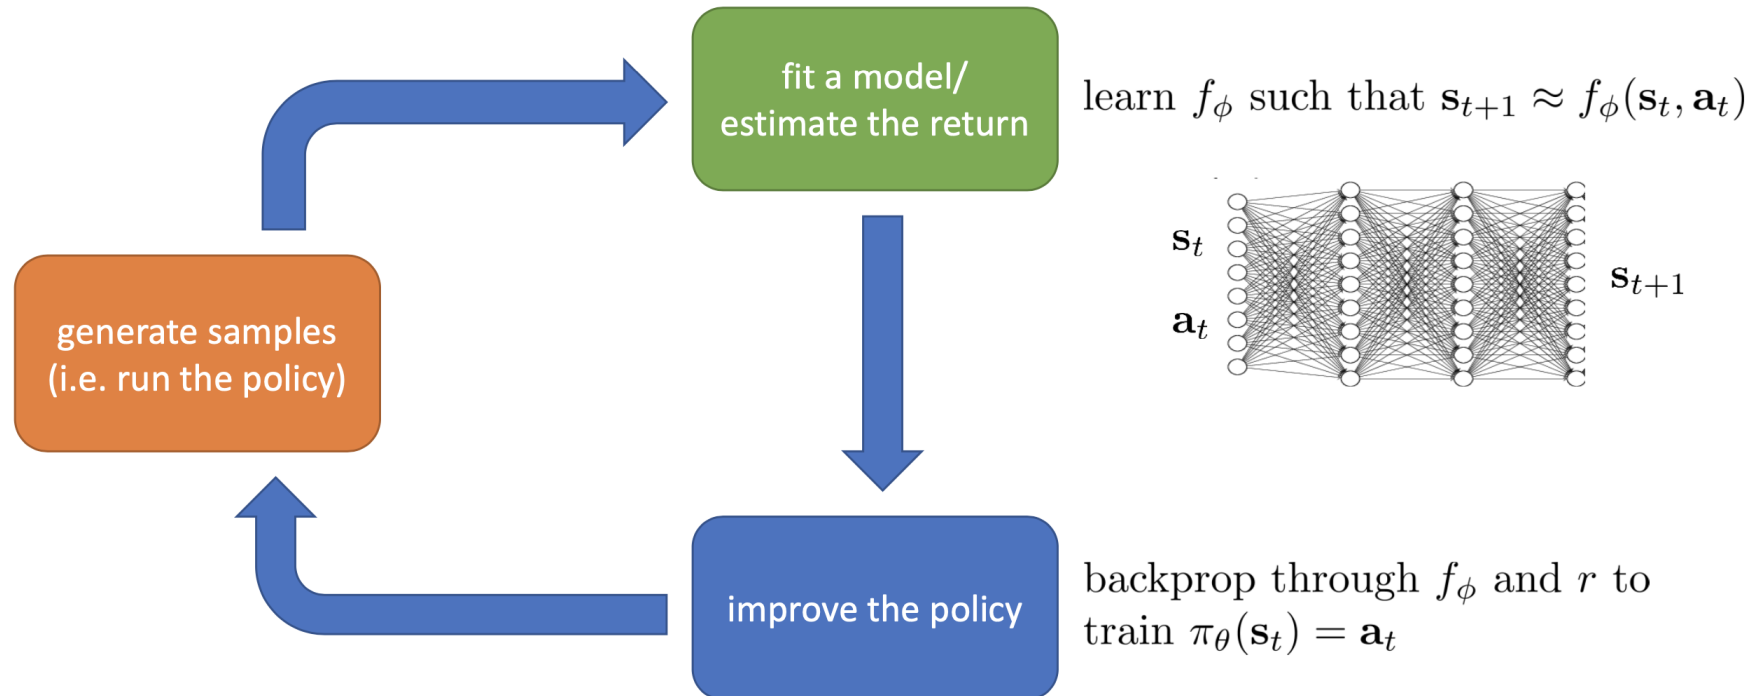 fit a model/
estimate the return
learn f_ϕ such that s_{t+1} ≈ f_ϕ(s_t, a_t)
s_t
a_t
s_{t+1}
generate samples
(i.e. run the policy)
improve the policy
backprop through f_ϕ and r to
train π_θ(s_t) = a_t